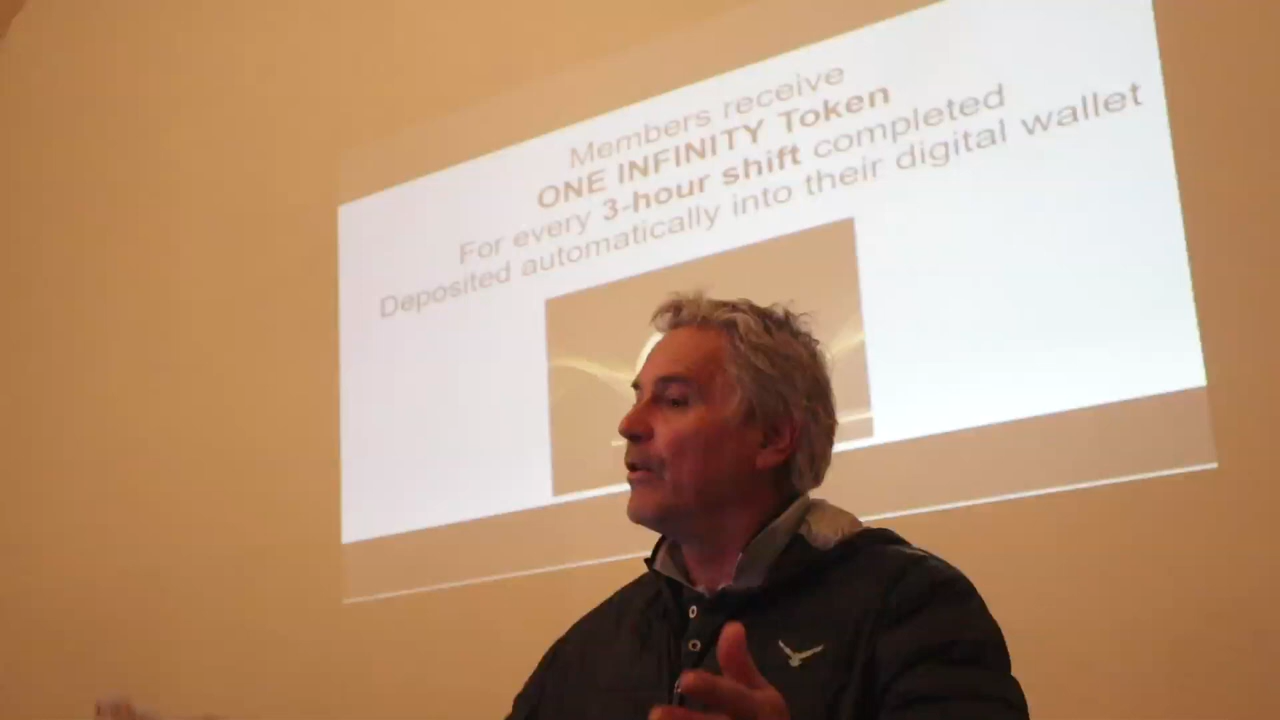 Members receive
ONE INFINITY Token
For every 3-hour shift completed
Deposited automatically into their digital wallet